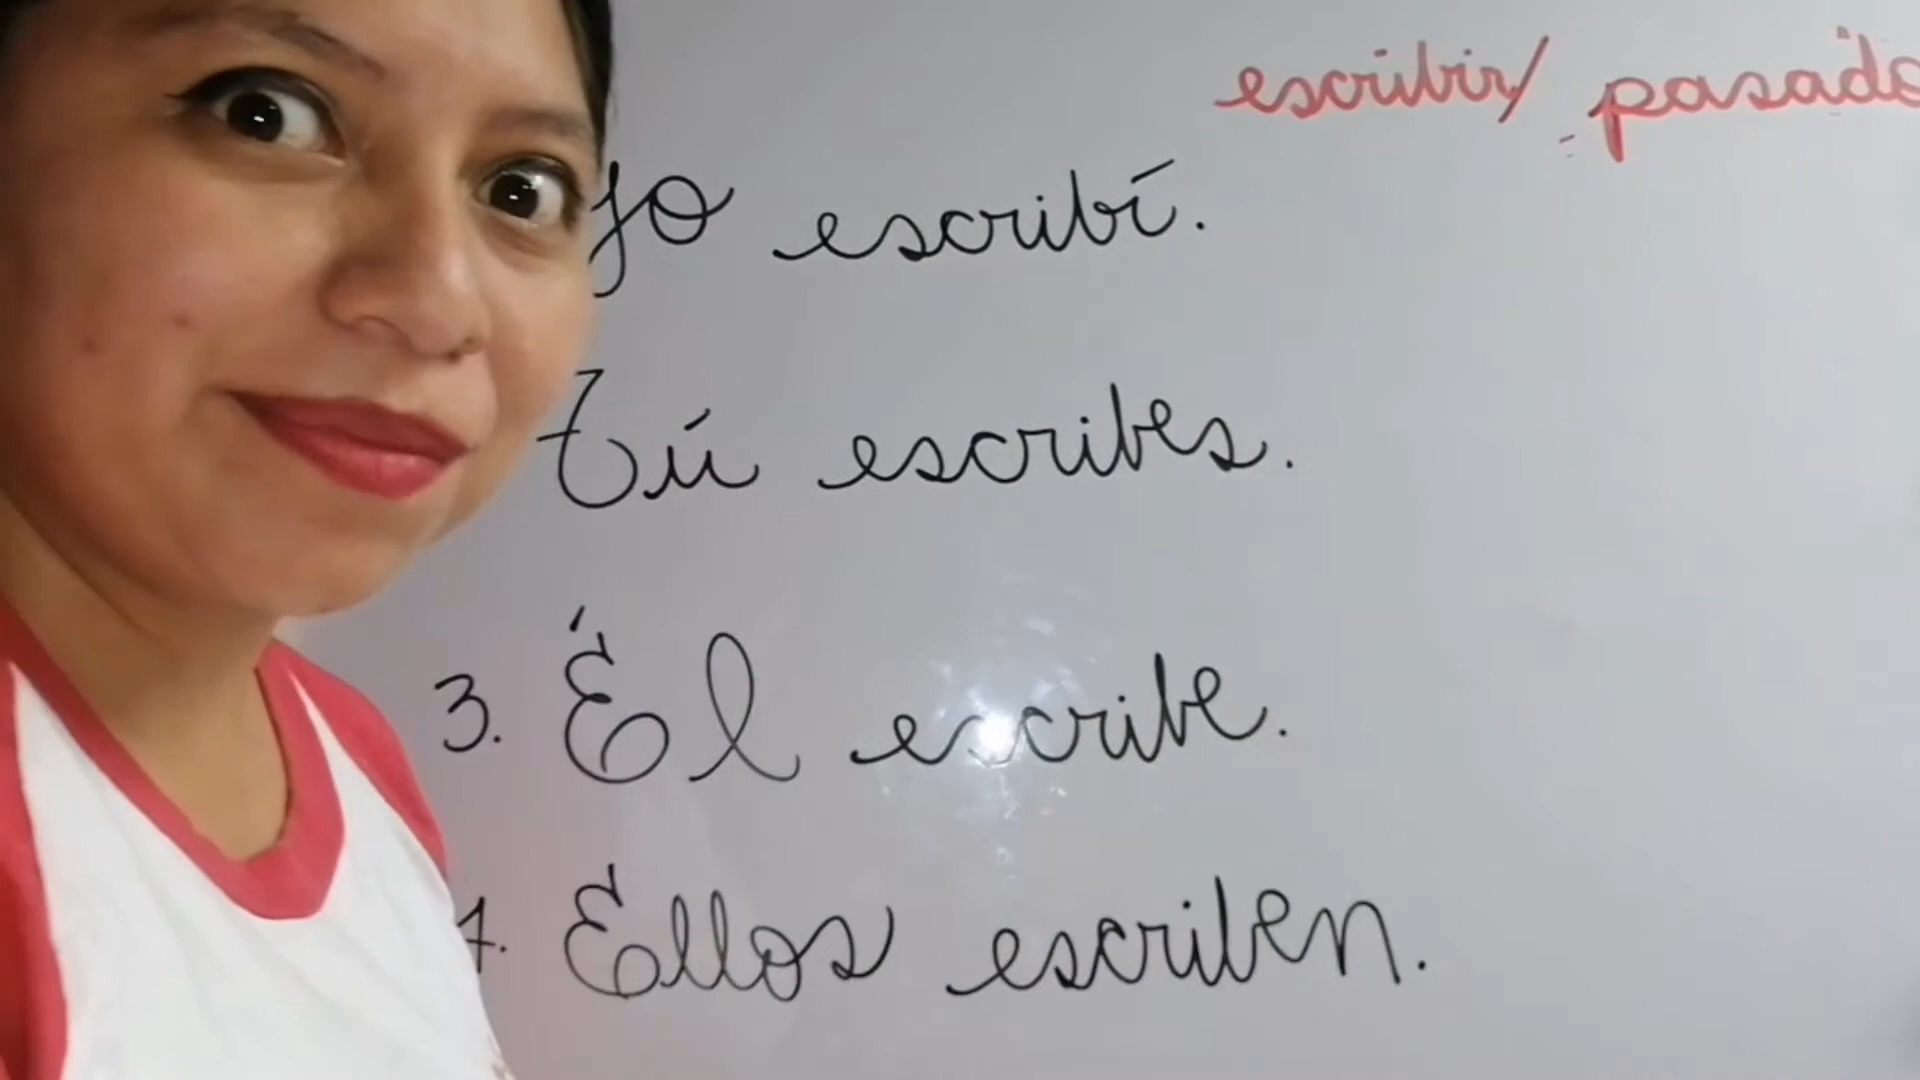 escribir/ pasado
Yo escribí.
Tú escribes.
3. Él escribe.
4. Ellos escriben.